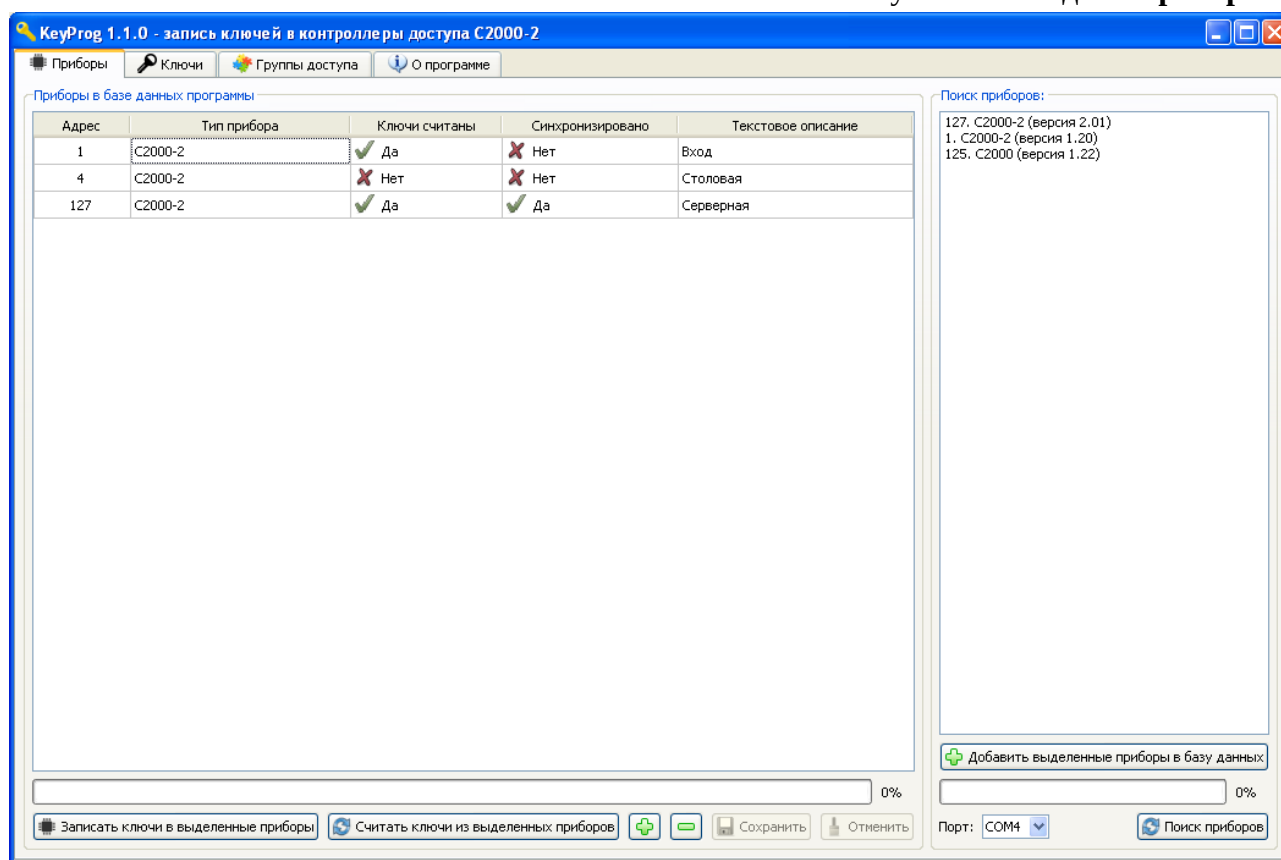 KeyProg 1.1.0 - запись ключей в контроллеры доступа С2000-2
Приборы Ключи Группы доступа О программе
Приборы в базе данных программы
Адрес Тип прибора Ключи считаны Синхронизировано Текстовое описание
1 С2000-2 Да Нет Вход
4 С2000-2 Нет Нет Столовая
127 С2000-2 Да Да Серверная
0%
Записать ключи в выделенные приборы Считать ключи из выделенных приборов Сохранить Отменить
Поиск приборов:
127. С2000-2 (версия 2.01)
1. С2000-2 (версия 1.20)
125. С2000 (версия 1.22)
Добавить выделенные приборы в базу данных
0%
Порт: COM4 Поиск приборов